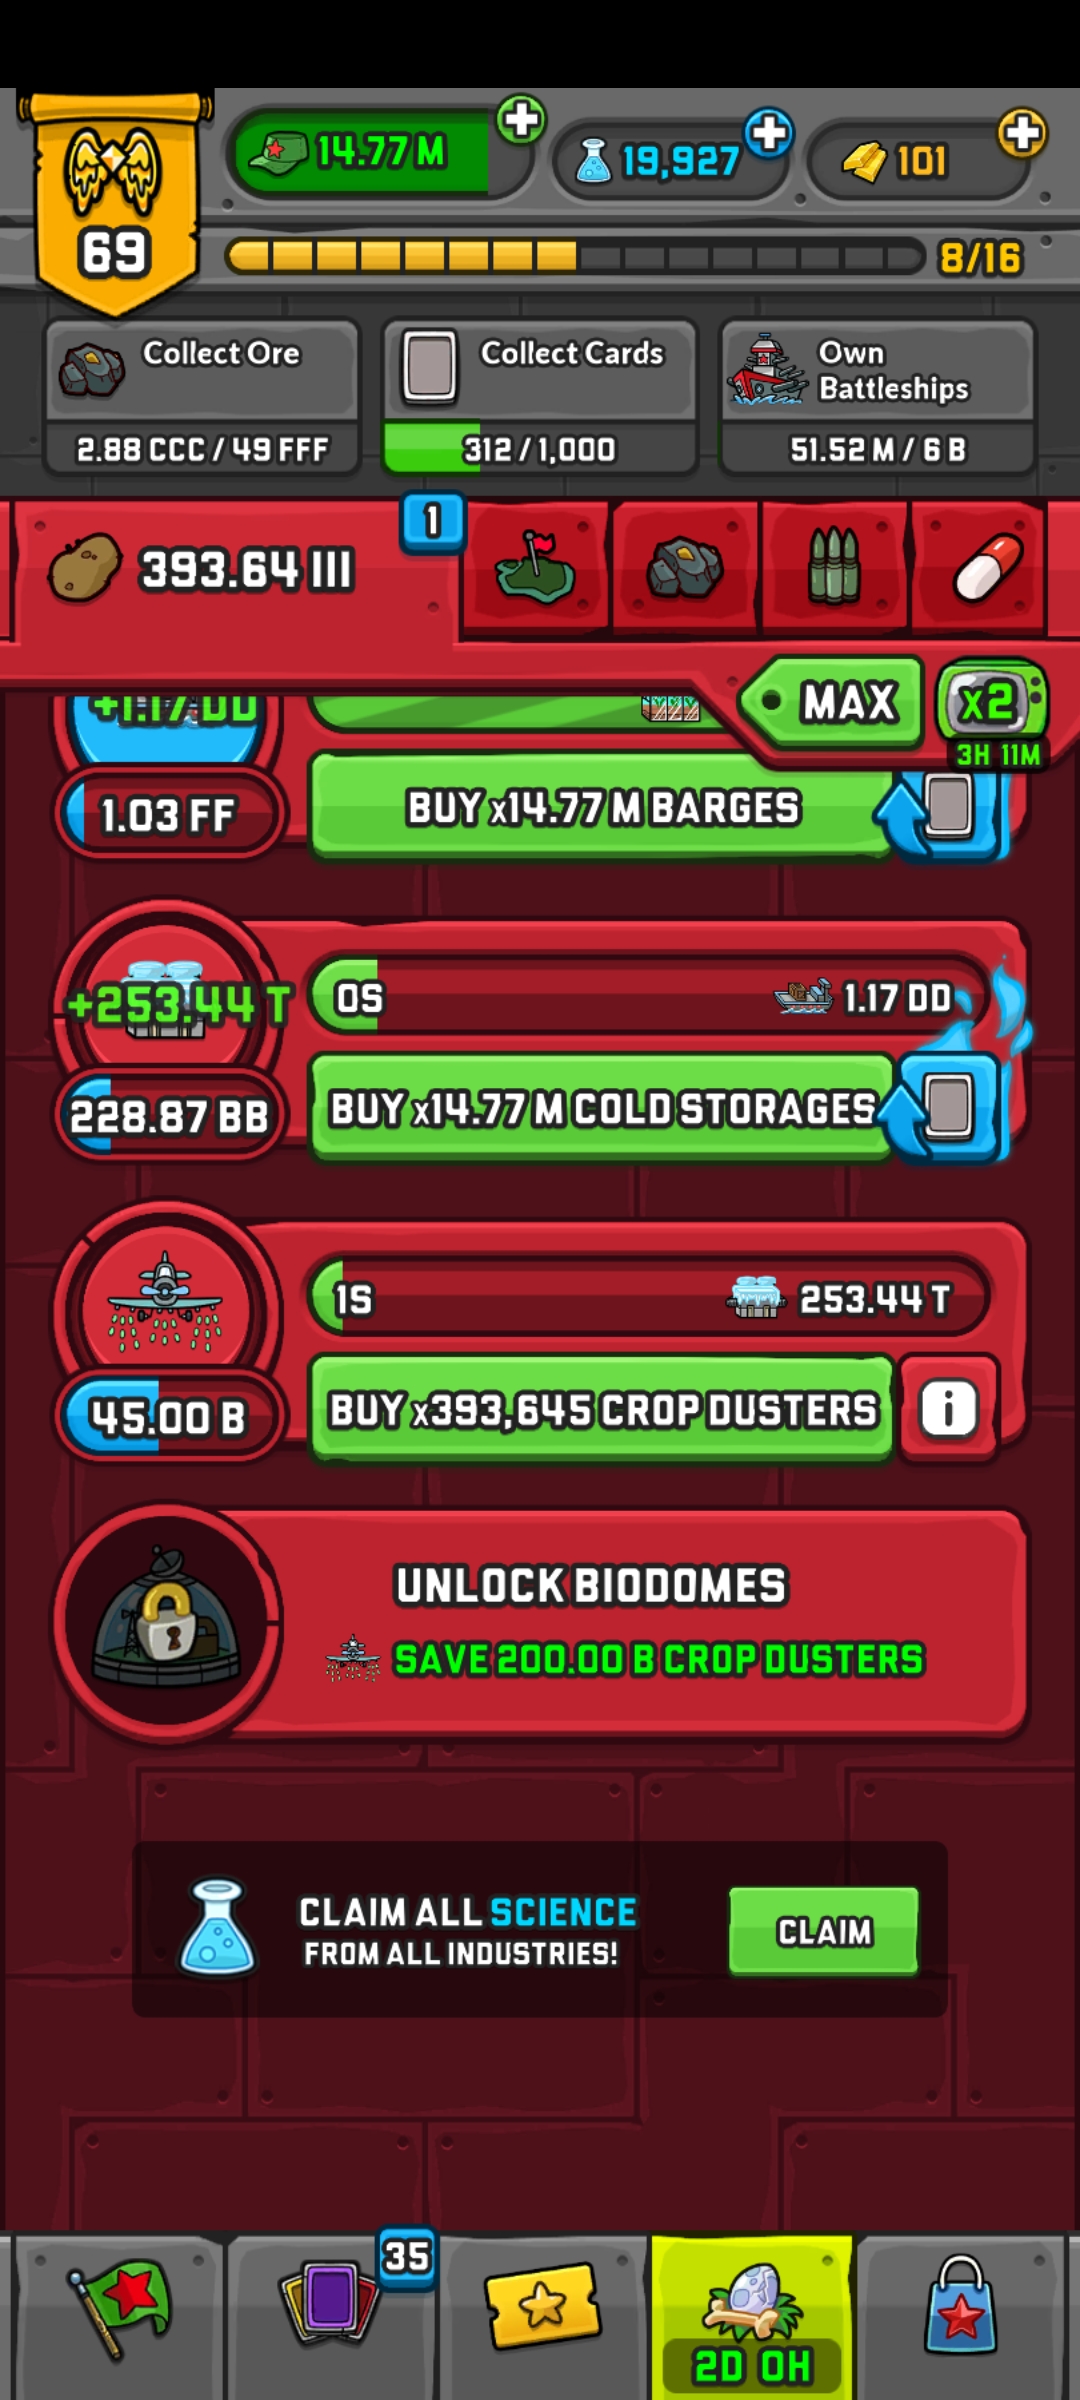 14.77 M
19,927
101
69
8/16
Collect Ore
2.88 CCC / 49 FFF
Collect Cards
312 / 1,000
Own
Battleships
51.52 M / 6 B
393.64 III
1
MAX
x2
3H 11M
+1.17 DD
1.03 FF
BUY x14.77 M BARGES
+253.44 T
0S
1.17 DD
228.87 BB
BUY x14.77 M COLD STORAGES
1S
253.44 T
45.00 B
BUY x393,645 CROP DUSTERS
i
UNLOCK BIODOMES
SAVE 200.00 B CROP DUSTERS
CLAIM ALL SCIENCE
FROM ALL INDUSTRIES!
CLAIM
35
2D 0H